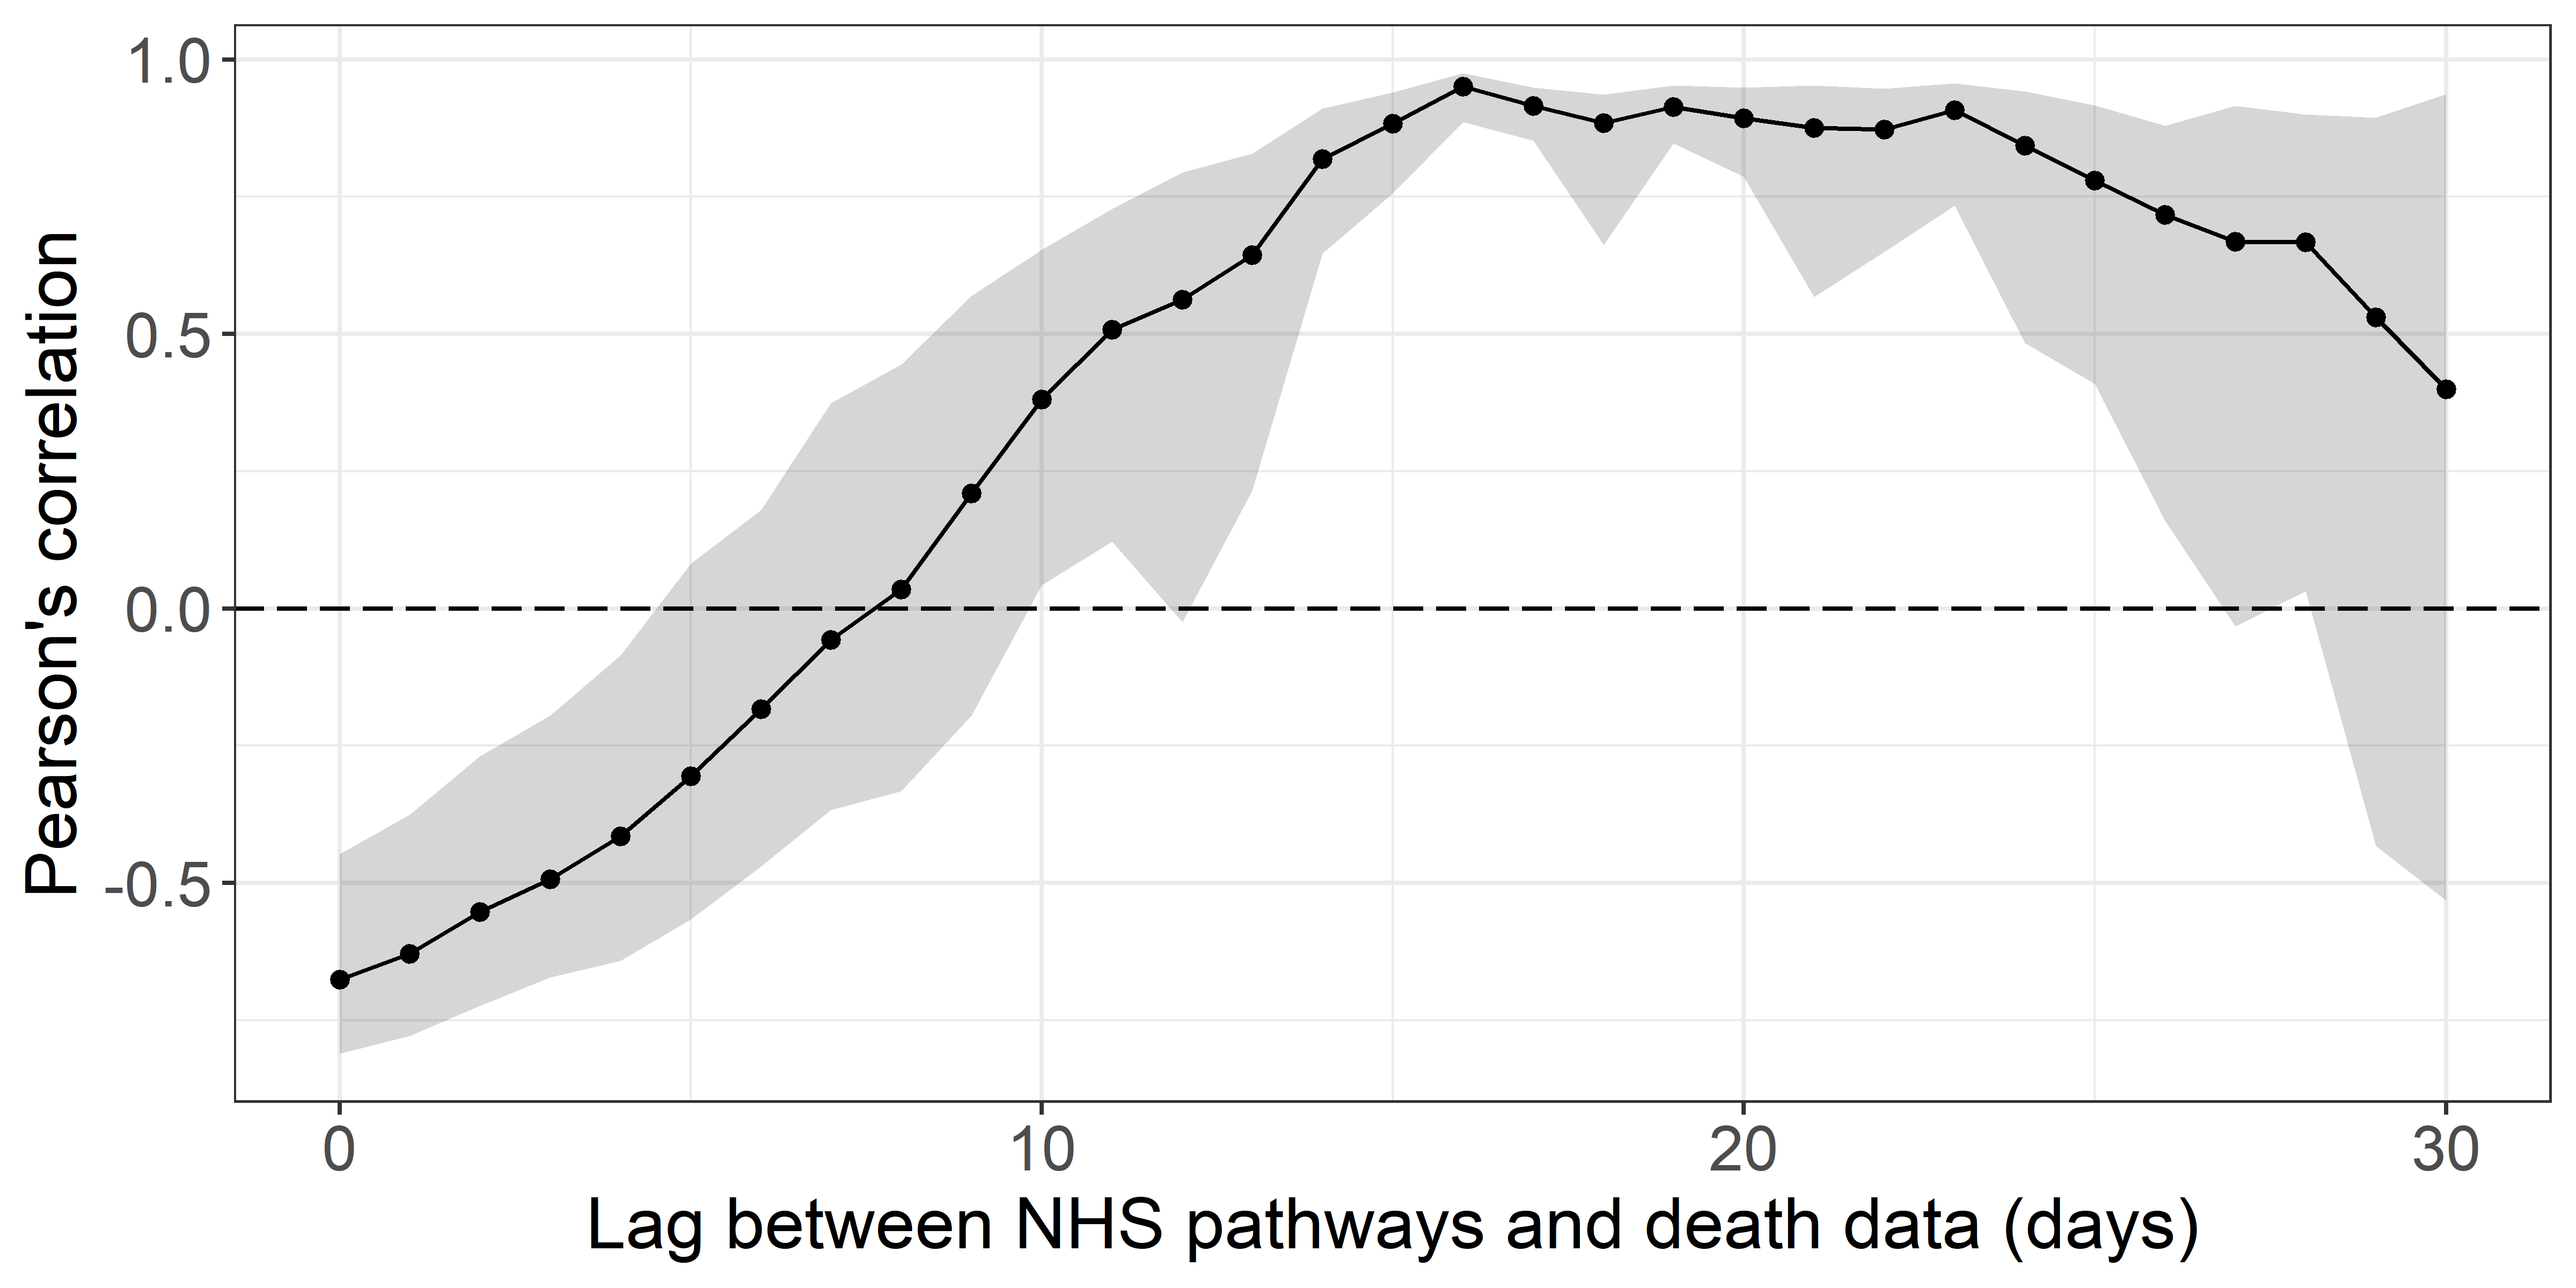 Pearson's correlation
1.0
0.5
0.0
-0.5
0 10 20 30
Lag between NHS pathways and death data (days)